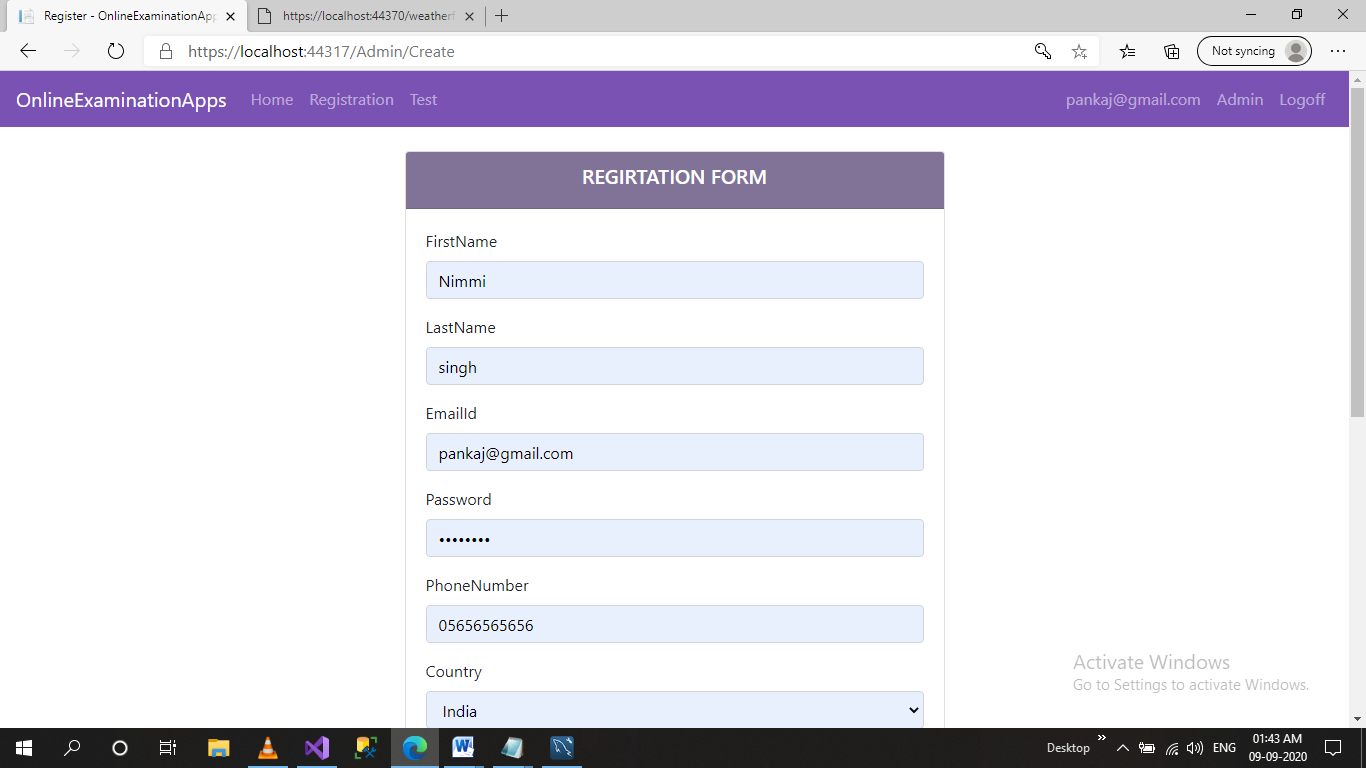 Register - OnlineExaminationApp
https://localhost:44370/weatherf
https://localhost:44317/Admin/Create
Not syncing
OnlineExaminationApps Home Registration Test pankaj@gmail.com Admin Logoff
REGIRTATION FORM
FirstName
Nimmi
LastName
singh
EmailId
pankaj@gmail.com
Password
••••••••
PhoneNumber
05656565656
Country
India
Activate Windows
Go to Settings to activate Windows.
Desktop
ENG
01:43 AM
09-09-2020